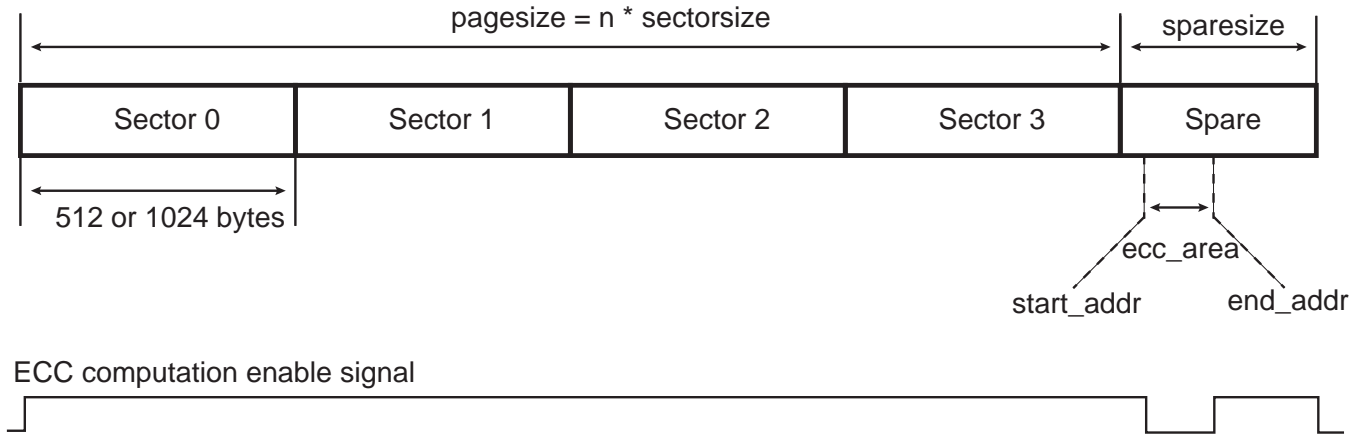 pagesize = n * sectorsize
sparesize
Sector 0
Sector 1
Sector 2
Sector 3
Spare
512 or 1024 bytes
ecc_area
start_addr
end_addr
ECC computation enable signal